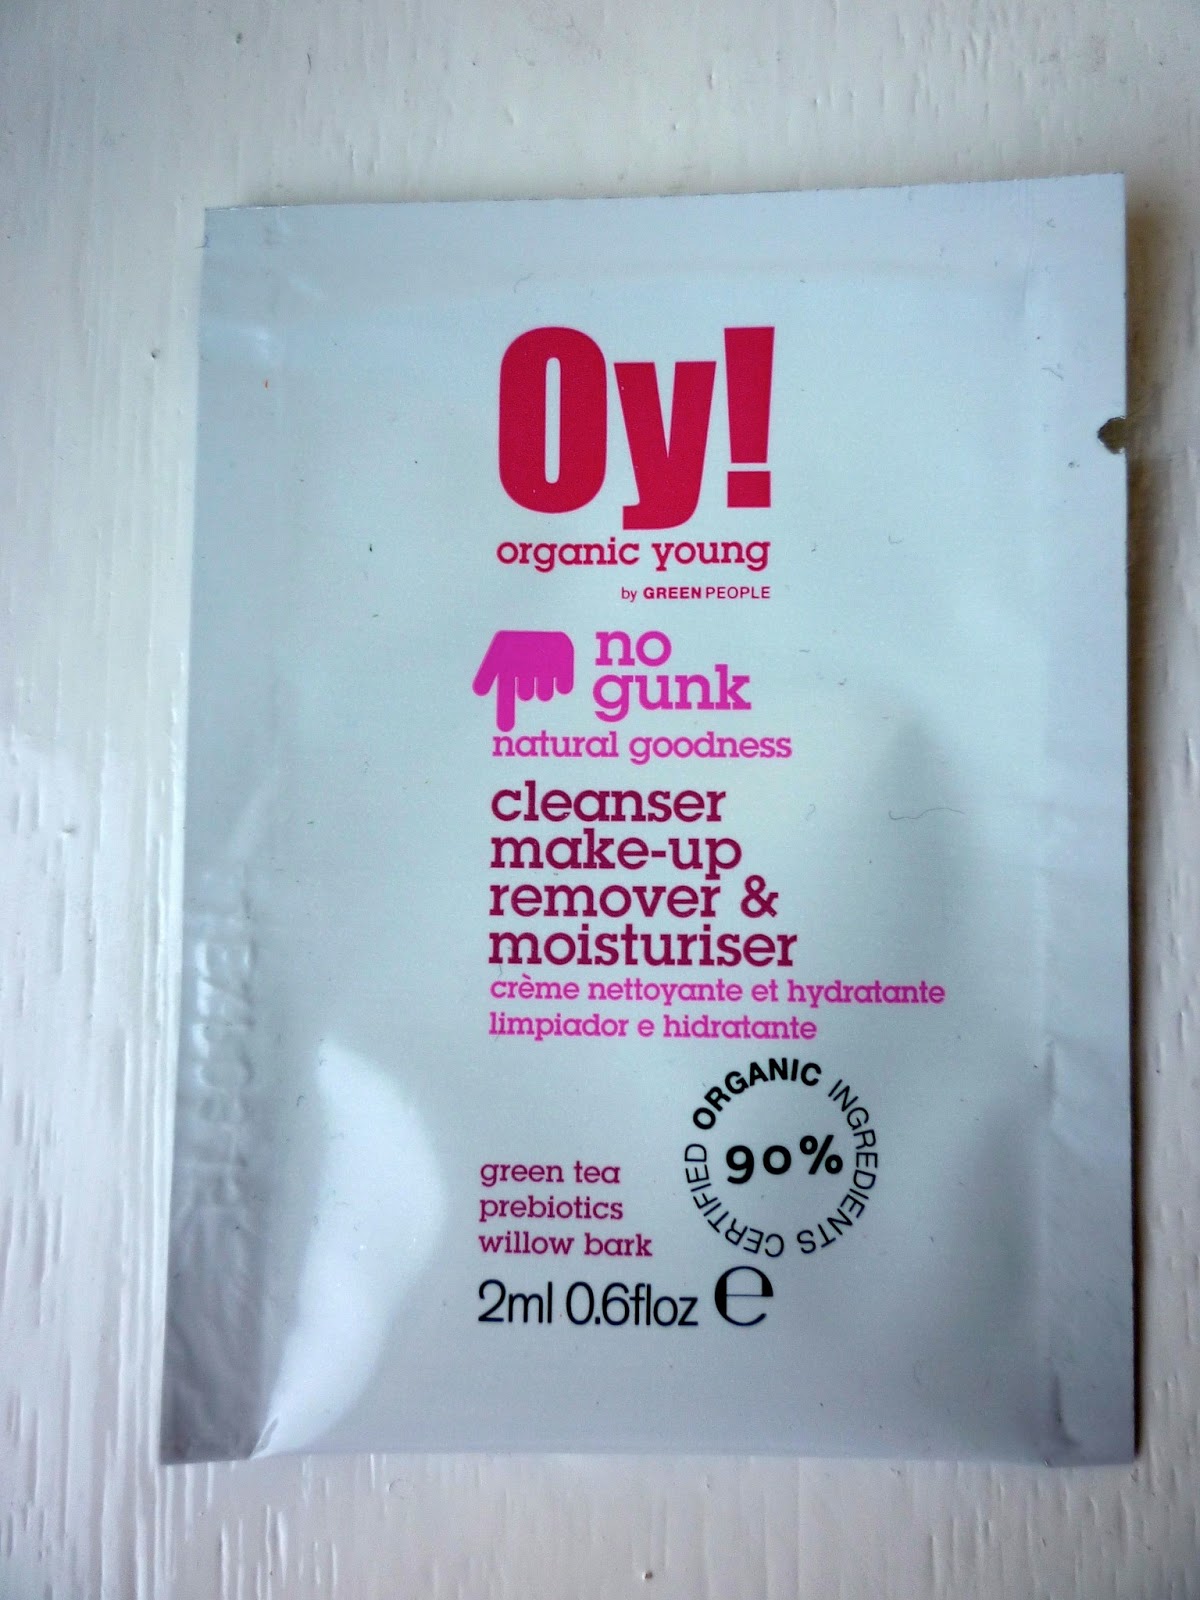 Oy!
organic young
by GREEN PEOPLE
no
gunk
natural goodness
cleanser
make-up
remover &
moisturiser
crème nettoyante et hydratante
limpiador e hidratante
CERTIFIED ORGANIC INGREDIENTS
90%
green tea
prebiotics
willow bark
2ml 0.6floz e